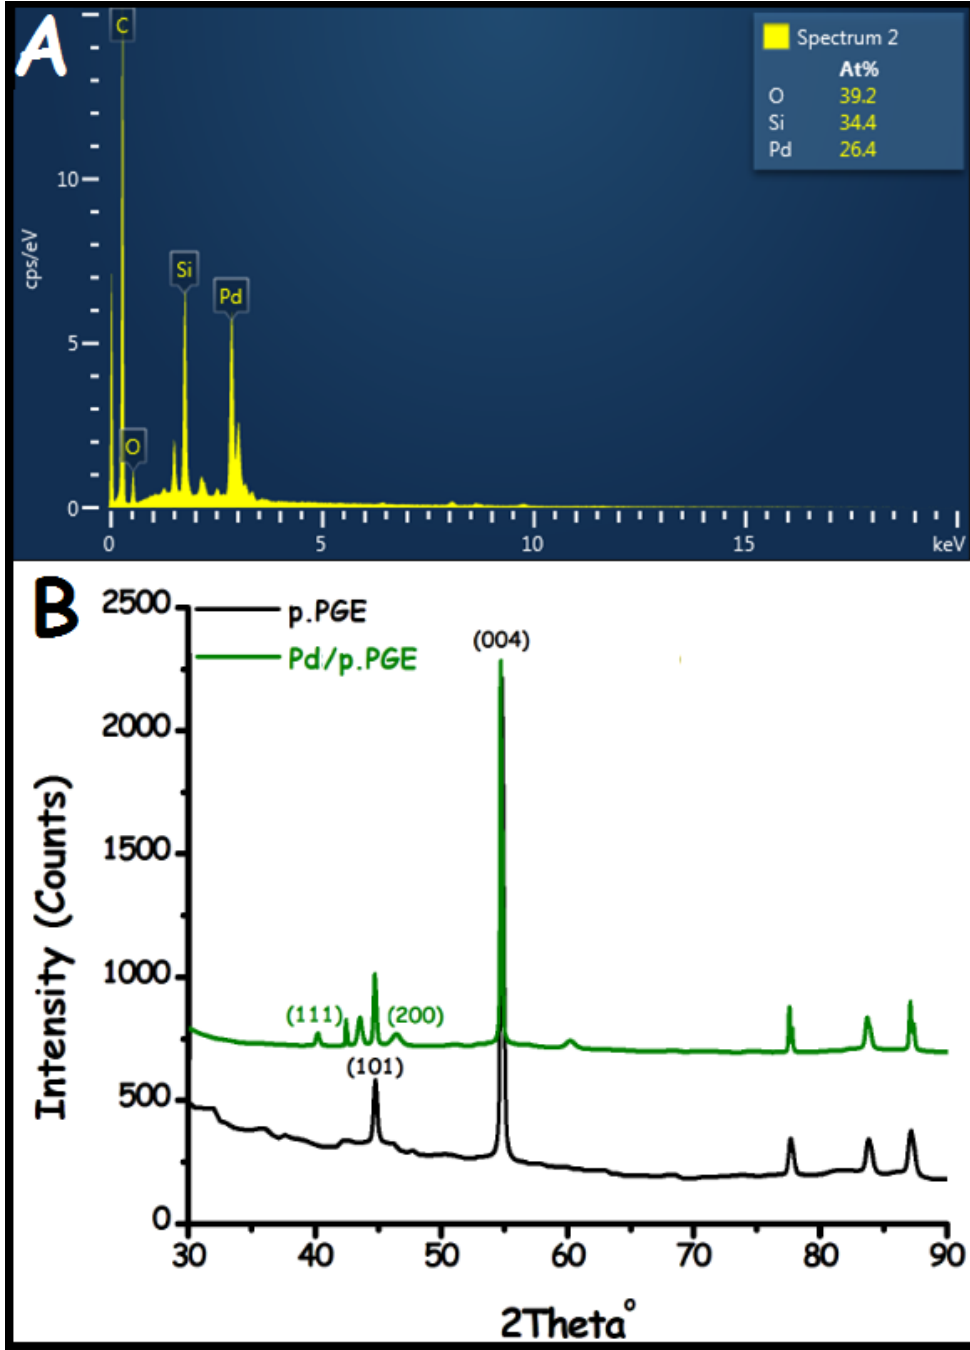 A
C
Spectrum 2
At%
O 39.2
Si 34.4
Pd 26.4
10
cps/eV
Si
Pd
5
O
0
0 5 10 15 keV
B
2500
p.PGE
Pd/p.PGE
(004)
2000
1500
Intensity (Counts)
1000
(111) (200)
(101)
500
0
30 40 50 60 70 80 90
2Theta°